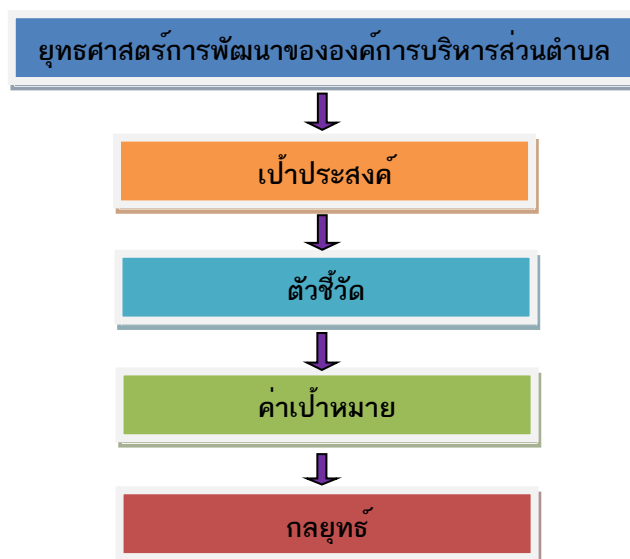 ยุทธศาสตร์การพัฒนาขององค์การบริหารส่วนตำบล
เป้าประสงค์
ตัวชี้วัด
ค่าเป้าหมาย
กลยุทธ์